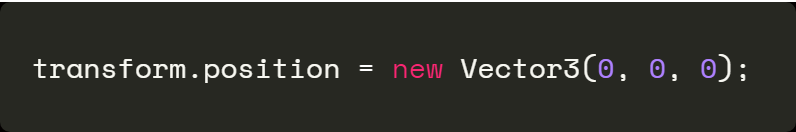 transform.position = new Vector3(0, 0, 0);